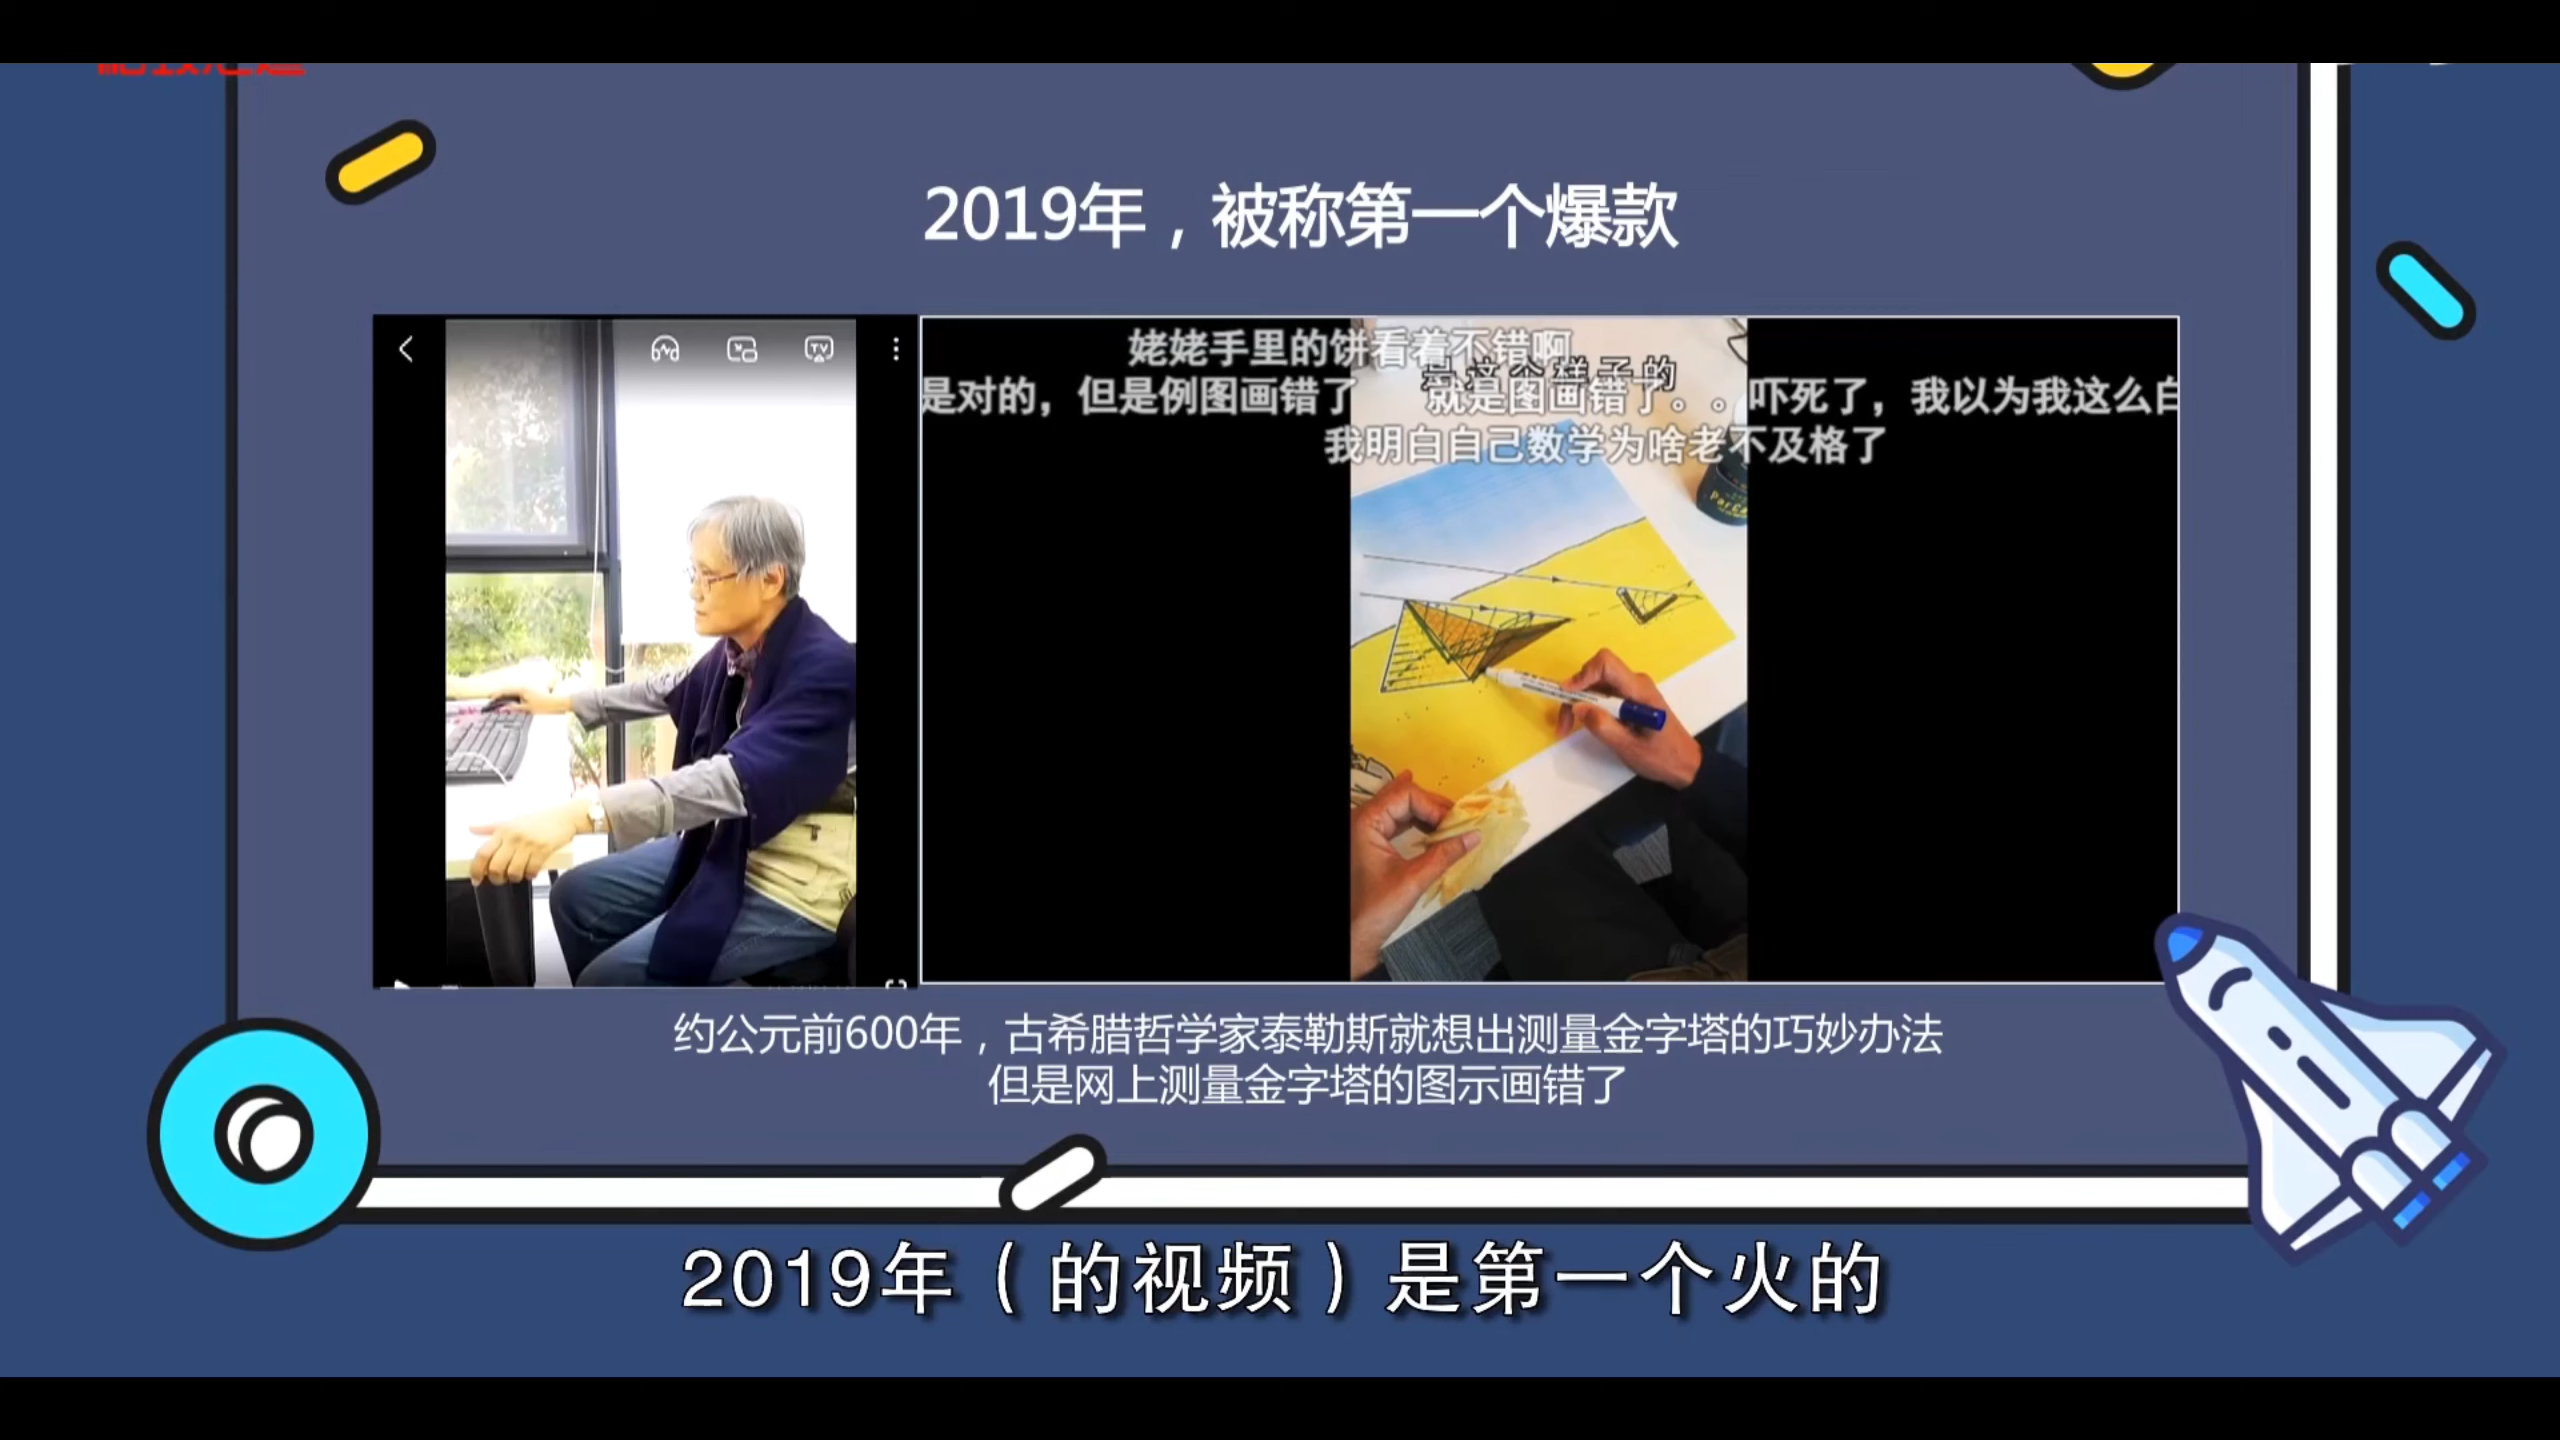 2019年，被称第一个爆款
姥姥手里的饼看着不错啊
是这个样子的
是对的，但是例图画错了
就是图画错了。。
吓死了，我以为我这么白
我明白自己数学为啥老不及格了
约公元前600年，古希腊哲学家泰勒斯就想出测量金字塔的巧妙办法
但是网上测量金字塔的图示画错了
2019年（的视频）是第一个火的